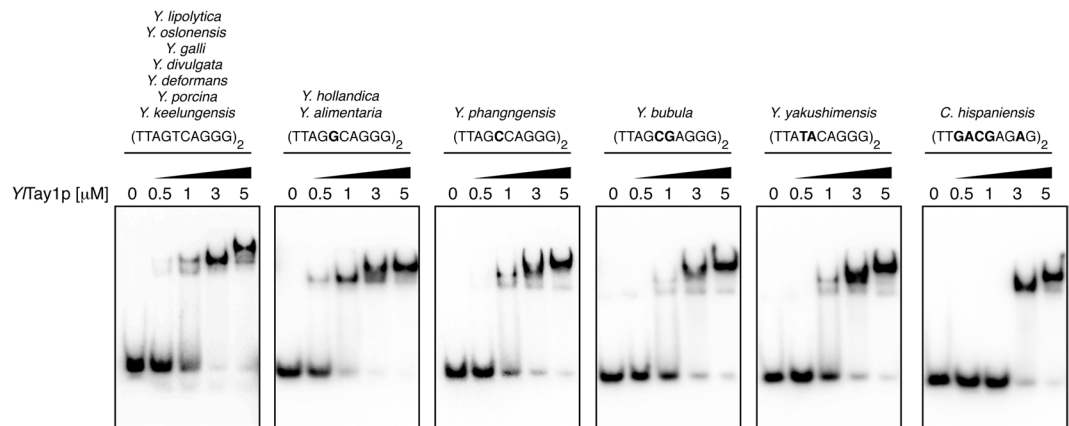 Y. lipolytica
Y. oslonensis
Y. galli
Y. divulgata
Y. deformans
Y. porcina
Y. keelungensis
(TTAGTCAGGG)2
Y. hollandica
Y. alimentaria
(TTAGGCAGGG)2
Y. phangngensis
(TTAGCCAGGG)2
Y. bubula
(TTAGCGAGGG)2
Y. yakushimensis
(TTATACAGGG)2
C. hispaniensis
(TTGACGAGAG)2
YlTay1p [μM] 0 0.5 1 3 5 0 0.5 1 3 5 0 0.5 1 3 5 0 0.5 1 3 5 0 0.5 1 3 5 0 0.5 1 3 5